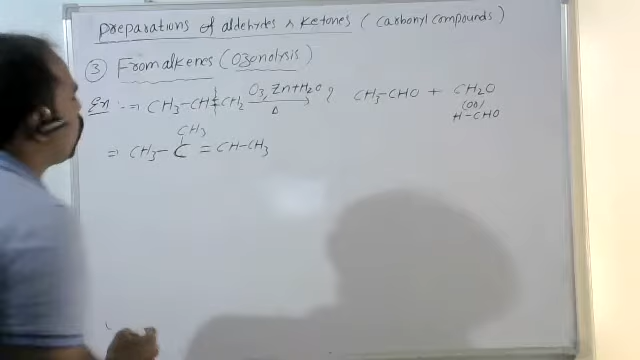 Preparations of aldehydes & Ketones (Carbonyl compounds)
③ From alkenes (Ozonolysis)
Ex :- ⇒ CH3-CH=CH2 O3, Zn+H2O Δ ? CH3-CHO + CH2O
(or)
H-CHO
CH3
⇒ CH3-C=CH-CH3